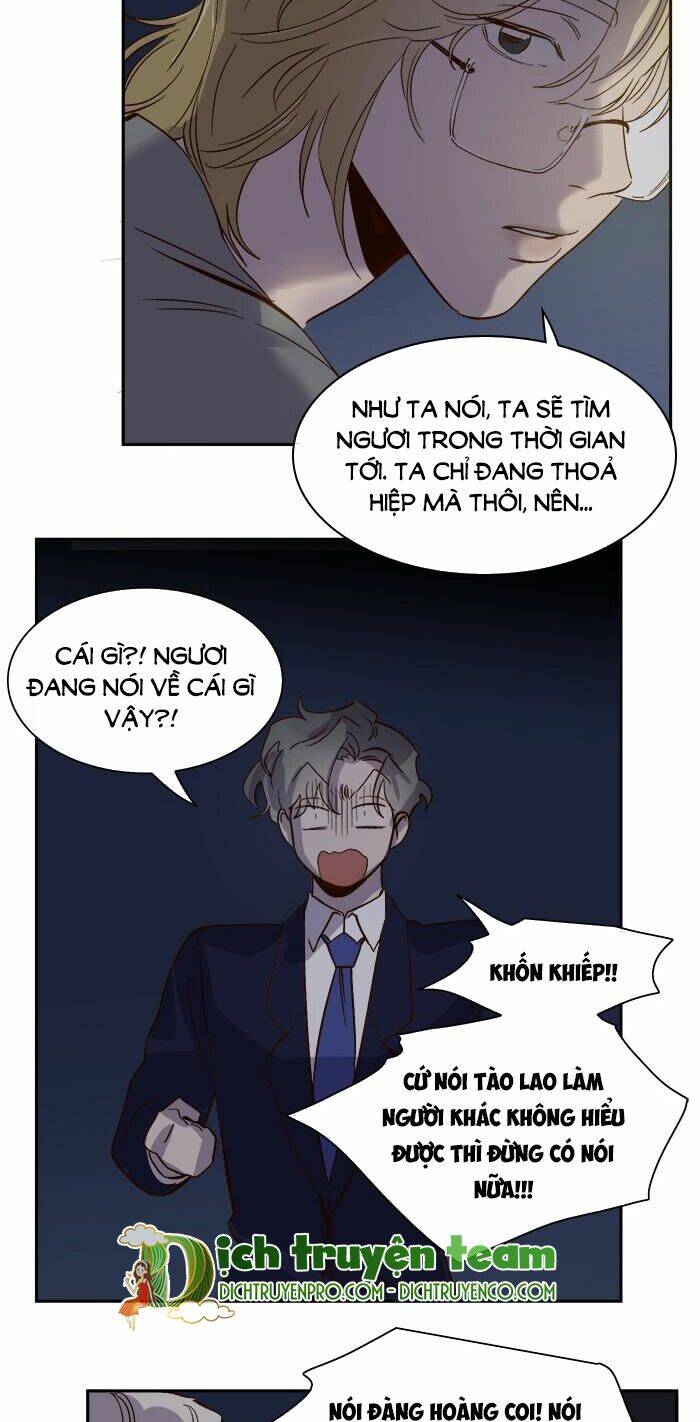 NHƯ TA NÓI, TA SẼ TÌM
NGƯƠI TRONG THỜI GIAN
TỚI. TA CHỈ ĐANG THOẢ
HIỆP MÀ THÔI, NÊN...
CÁI GÌ?! NGƯƠI
ĐANG NÓI VỀ CÁI GÌ
VẬY?!
KHỐN KHIẾP!!
CỨ NÓI TÀO LAO LÀM
NGƯỜI KHÁC KHÔNG HIỂU
ĐƯỢC THÌ ĐỪNG CÓ NÓI
NỮA!!!
Dịch truyện team
DICHTRUYENPRO.COM - DICHTRUYENCO.COM
NÓI ĐÀNG HOÀNG COI! NÓI